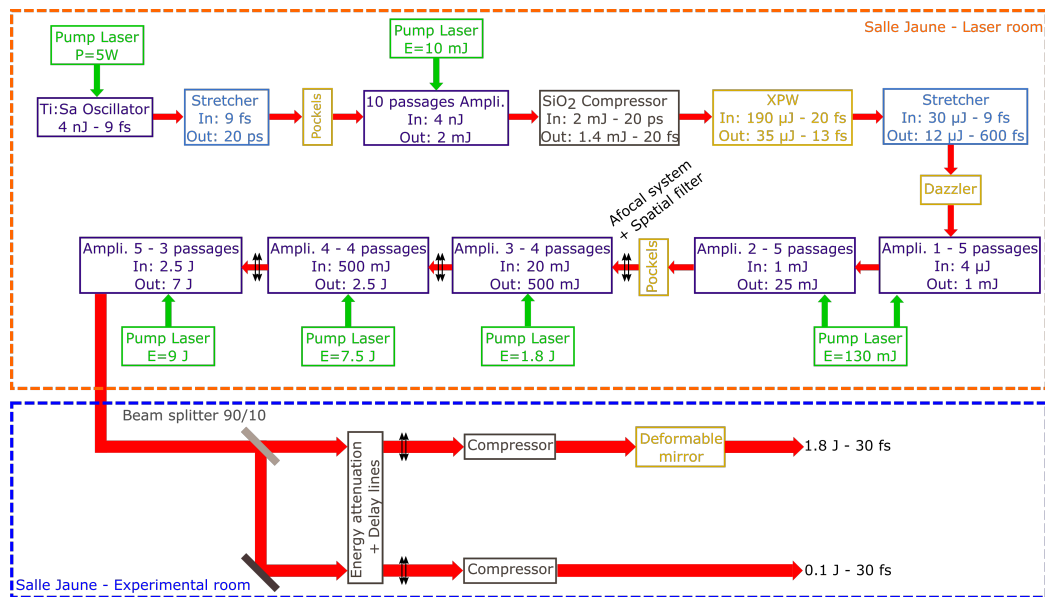 Salle Jaune - Laser room
Pump Laser
P=5W
Pump Laser
E=10 mJ
Ti:Sa Oscillator
4 nJ - 9 fs
Stretcher
In: 9 fs
Out: 20 ps
Pockels
10 passages Ampli.
In: 4 nJ
Out: 2 mJ
SiO2 Compressor
In: 2 mJ - 20 ps
Out: 1.4 mJ - 20 fs
XPW
In: 190 µJ - 20 fs
Out: 35 µJ - 13 fs
Stretcher
In: 30 µJ - 9 fs
Out: 12 µJ - 600 fs
Dazzler
Afocal system
+ Spatial filter
Ampli. 5 - 3 passages
In: 2.5 J
Out: 7 J
Ampli. 4 - 4 passages
In: 500 mJ
Out: 2.5 J
Ampli. 3 - 4 passages
In: 20 mJ
Out: 500 mJ
Pockels
Ampli. 2 - 5 passages
In: 1 mJ
Out: 25 mJ
Ampli. 1 - 5 passages
In: 4 µJ
Out: 1 mJ
Pump Laser
E=9 J
Pump Laser
E=7.5 J
Pump Laser
E=1.8 J
Pump Laser
E=130 mJ
Beam splitter 90/10
Energy attenuation
+ Delay lines
Compressor
Deformable
mirror
1.8 J - 30 fs
Compressor
0.1 J - 30 fs
Salle Jaune - Experimental room